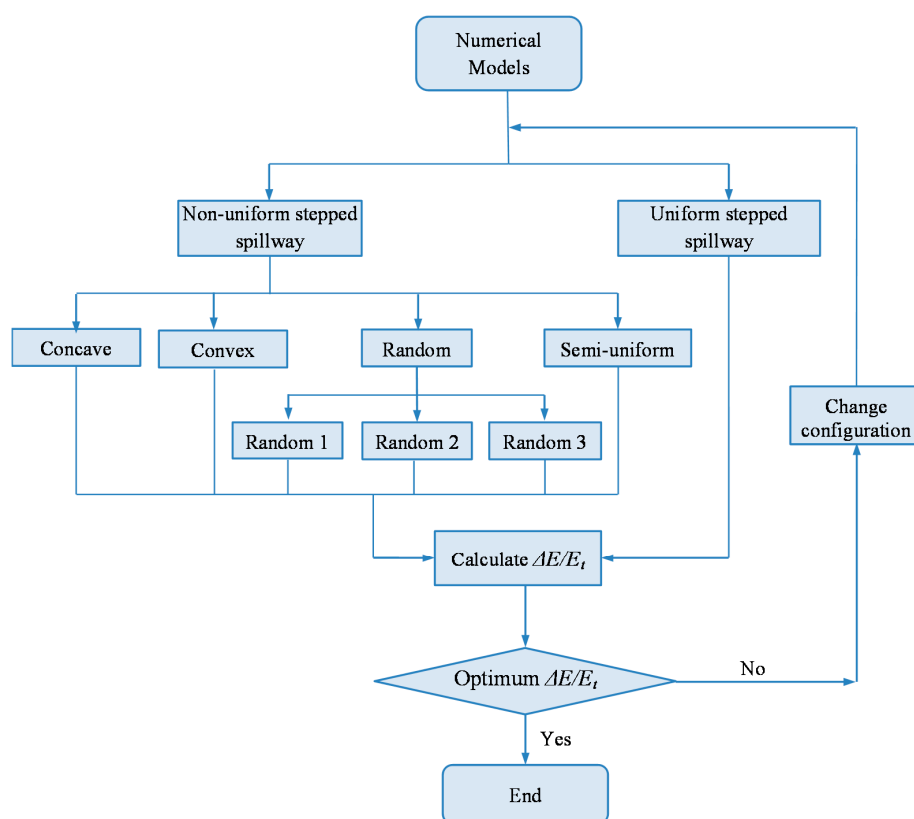 Numerical
Models
Non-uniform stepped
spillway
Uniform stepped
spillway
Concave
Convex
Random
Semi-uniform
Change
configuration
Random 1
Random 2
Random 3
Calculate ΔE/Eₜ
Optimum ΔE/Eₜ
No
Yes
End